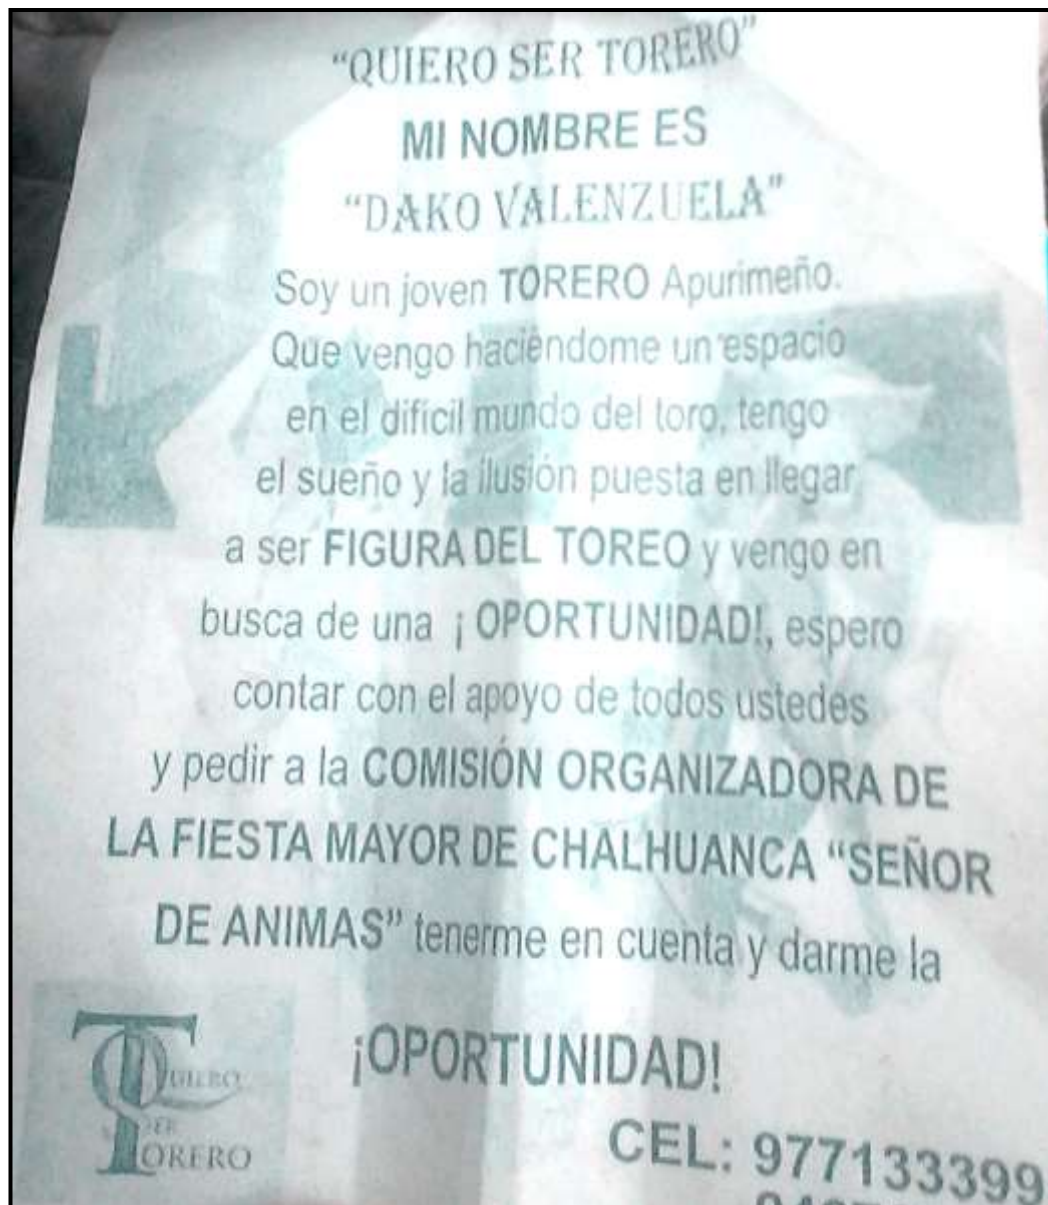 “QUIERO SER TORERO”
MI NOMBRE ES
“DAKO VALENZUELA”
Soy un joven TORERO Apurimeño.
Que vengo haciéndome un espacio
en el difícil mundo del toro, tengo
el sueño y la ilusión puesta en llegar
a ser FIGURA DEL TOREO y vengo en
busca de una ¡ OPORTUNIDAD!, espero
contar con el apoyo de todos ustedes
y pedir a la COMISIÓN ORGANIZADORA DE
LA FIESTA MAYOR DE CHALHUANCA “SEÑOR
DE ANIMAS” tenerme en cuenta y darme la
¡OPORTUNIDAD!
QUIERO
SER
TORERO
CEL: 977133399